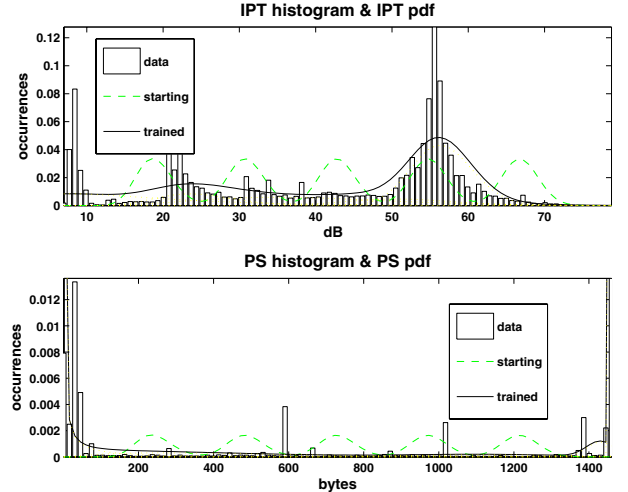 IPT histogram & IPT pdf
0.12
0.1
0.08
0.06
0.04
0.02
0
occurrences
data
starting
trained
10 20 30 40 50 60 70
dB
PS histogram & PS pdf
0.012
0.01
0.008
0.006
0.004
0.002
0
occurrences
data
starting
trained
200 400 600 800 1000 1200 1400
bytes